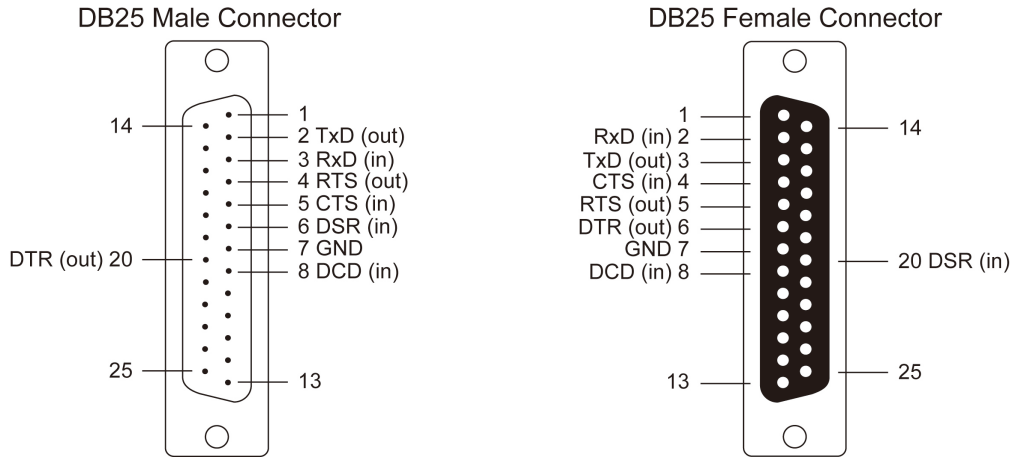 DB25 Male Connector
14
DTR (out) 20
25
1
2 TxD (out)
3 RxD (in)
4 RTS (out)
5 CTS (in)
6 DSR (in)
7 GND
8 DCD (in)
13
DB25 Female Connector
1
RxD (in) 2
TxD (out) 3
CTS (in) 4
RTS (out) 5
DTR (out) 6
GND 7
DCD (in) 8
13
14
20 DSR (in)
25